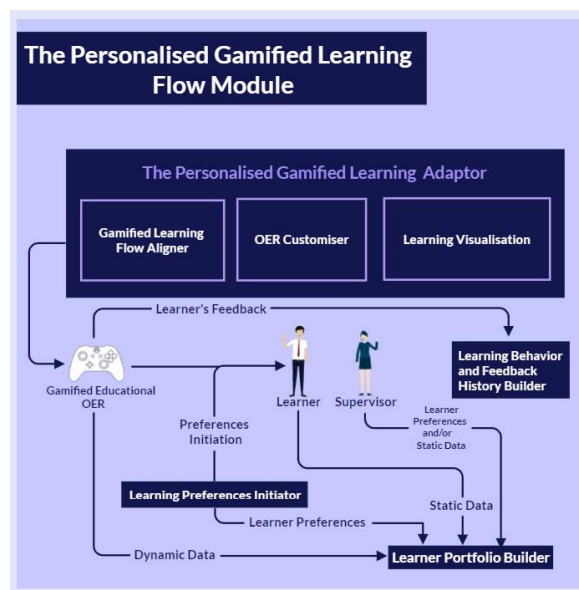 The Personalised Gamified Learning
Flow Module
The Personalised Gamified Learning Adaptor
Gamified Learning
Flow Aligner
OER Customiser
Learning Visualisation
Learner's Feedback
Learning Behavior
and Feedback
History Builder
Gamified Educational
OER
Learner
Supervisor
Preferences
Initiation
Learner
Preferences
and/or
Static Data
Learning Preferences Initiator
Static Data
Learner Preferences
Dynamic Data
Learner Portfolio Builder